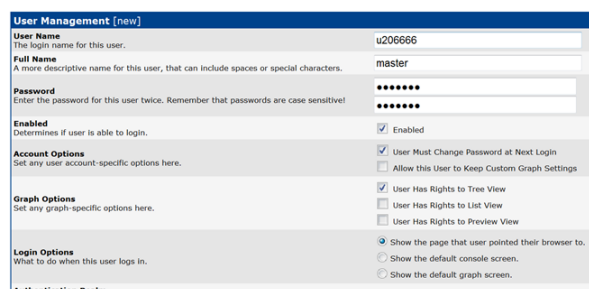 User Management [new]
User Name
The login name for this user.
u206666
Full Name
A more descriptive name for this user, that can include spaces or special characters.
master
Password
Enter the password for this user twice. Remember that passwords are case sensitive!
●●●●●●●
●●●●●●●
Enabled
Determines if user is able to login.
Enabled
Account Options
Set any user account-specific options here.
User Must Change Password at Next Login
Allow this User to Keep Custom Graph Settings
Graph Options
Set any graph-specific options here.
User Has Rights to Tree View
User Has Rights to List View
User Has Rights to Preview View
Login Options
What to do when this user logs in.
Show the page that user pointed their browser to.
Show the default console screen.
Show the default graph screen.